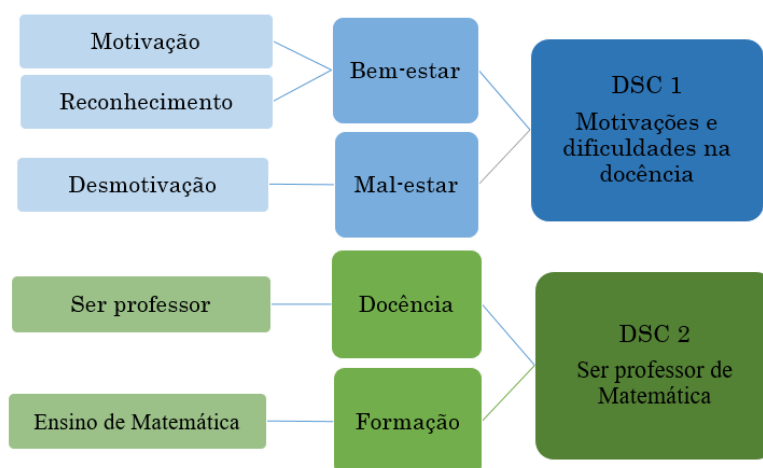 Motivação
Reconhecimento
Bem-estar
Desmotivação
Mal-estar
DSC 1
Motivações e
dificuldades na
docência
Ser professor
Docência
Ensino de Matemática
Formação
DSC 2
Ser professor de
Matemática